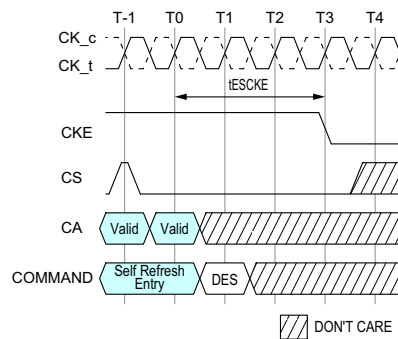 T-1 T0 T1 T2 T3 T4
CK_c
CK_t
tESCKE
CKE
CS
CA Valid Valid
COMMAND Self Refresh Entry DES
DON'T CARE